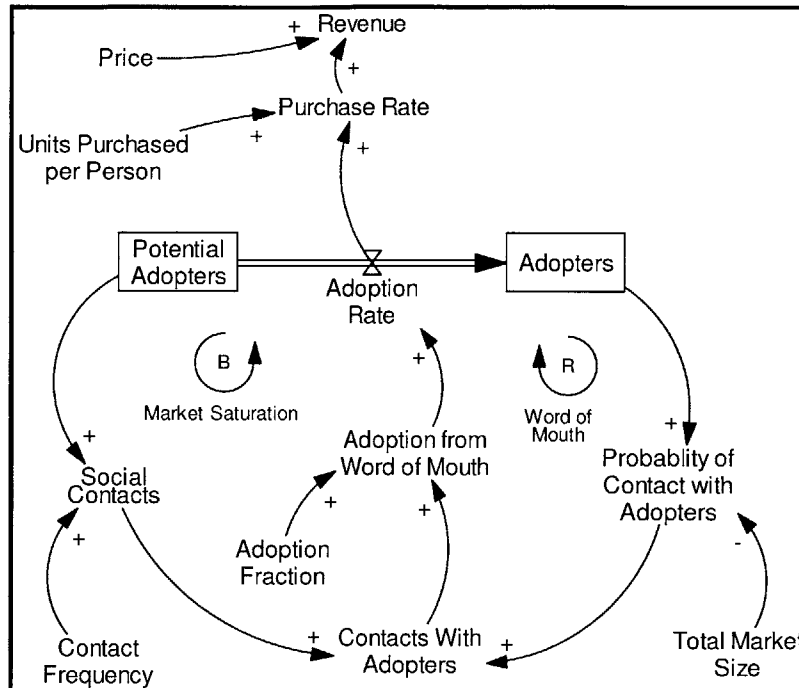 + Revenue
Price
+
Purchase Rate
Units Purchased
per Person
+
+
Potential
Adopters
Adopters
Adoption
Rate
B
Market Saturation
R
Word of
Mouth
+
+
+
Social
Contacts
Adoption from
Word of Mouth
Probablity of
Contact with
Adopters
+
+
+
-
Adoption
Fraction
Contact
Frequency
+
Contacts With
Adopters
+
Total Market
Size